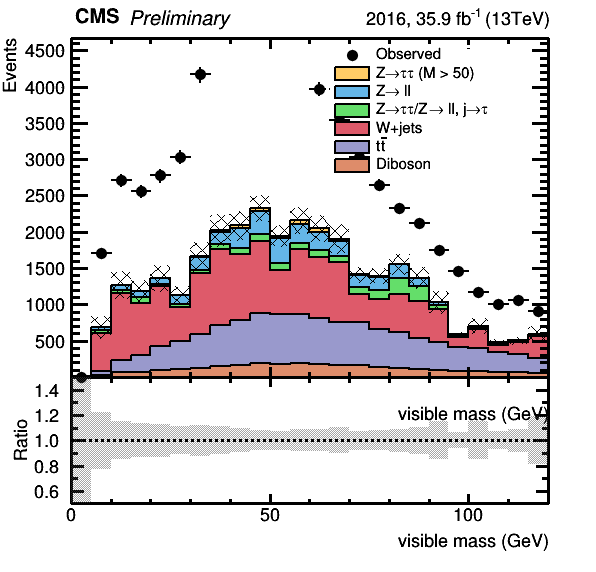 CMS Preliminary 2016, 35.9 fb⁻¹ (13TeV)
Events
4500
4000
3500
3000
2500
2000
1500
1000
500
Observed
Z→ττ (M > 50)
Z→ ll
Z→ττ/Z→ ll, j→τ
W+jets
tt̅
Diboson
visible mass (GeV)
Ratio
1.4
1.2
1.0
0.8
0.6
0 50 100
visible mass (GeV)